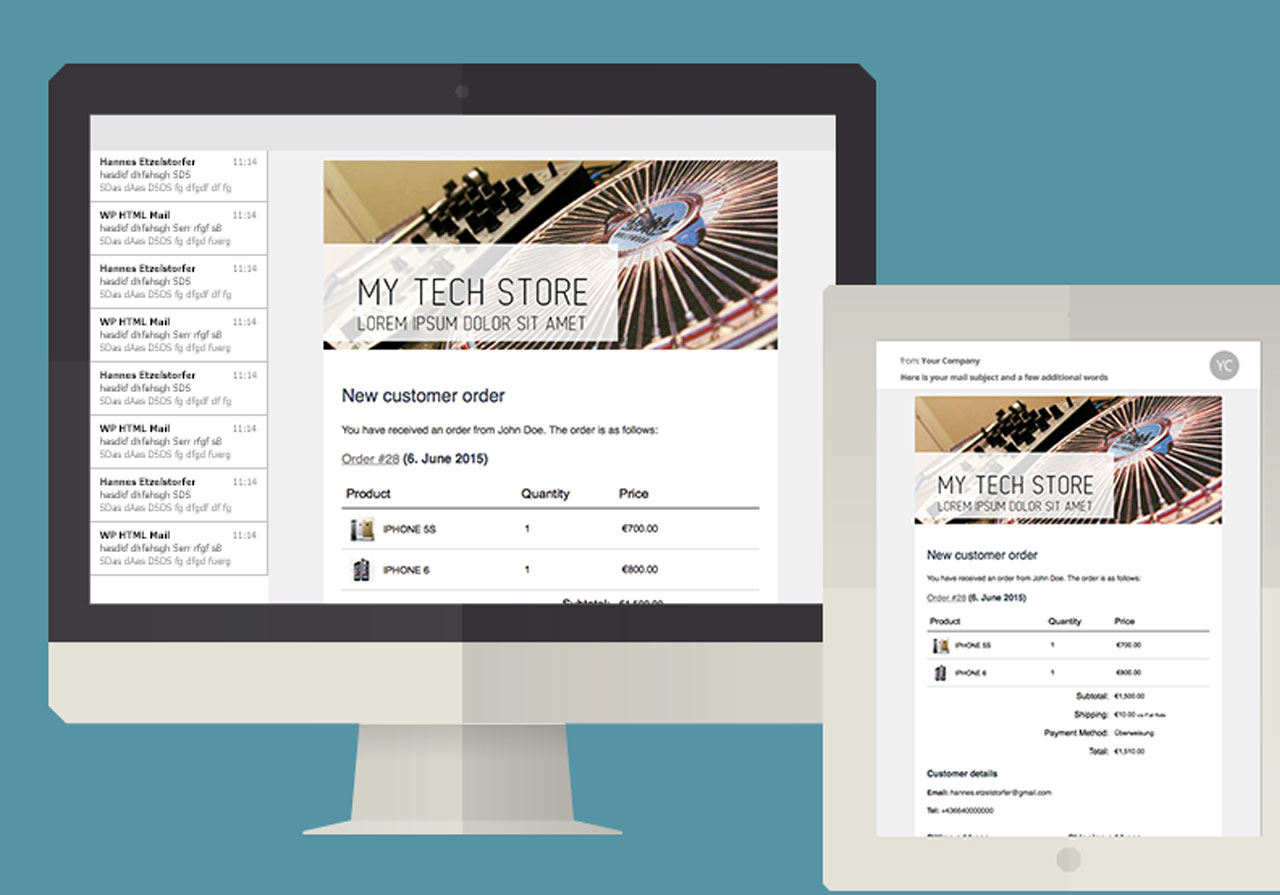 Hannes Etzelstorfer 11:14
hasdkf dhfahsgh SDS
SDas dAas DSDS fg dfgdf df fg
WP HTML Mail 11:14
hasdkf dhfahsgh Serr rfgf sB
SDas dAas DSDS fg dfgd fuerg
Hannes Etzelstorfer 11:14
hasdkf dhfahsgh SDS
SDas dAas DSDS fg dfgdf df fg
WP HTML Mail 11:14
hasdkf dhfahsgh Serr rfgf sB
SDas dAas DSDS fg dfgd fuerg
Hannes Etzelstorfer 11:14
hasdkf dhfahsgh SDS
SDas dAas DSDS fg dfgdf df fg
WP HTML Mail 11:14
hasdkf dhfahsgh Serr rfgf sB
SDas dAas DSDS fg dfgd fuerg
Hannes Etzelstorfer 11:14
hasdkf dhfahsgh SDS
SDas dAas DSDS fg dfgdf df fg
WP HTML Mail 11:14
hasdkf dhfahsgh Serr rfgf sB
SDas dAas DSDS fg dfgd fuerg
MY TECH STORE
LOREM IPSUM DOLOR SIT AMET
New customer order
You have received an order from John Doe. The order is as follows:
Order #28 (6. June 2015)
Product Quantity Price
IPHONE 5S 1 €700.00
IPHONE 6 1 €800.00
Subtotal: €1,500.00
from: Your Company
YC
Here is your mail subject and a few additional words
MY TECH STORE
LOREM IPSUM DOLOR SIT AMET
New customer order
You have received an order from John Doe. The order is as follows:
Order #28 (6. June 2015)
Product Quantity Price
IPHONE 5S 1 €700.00
IPHONE 6 1 €800.00
Subtotal: €1,500.00
Shipping: €10.00 via Flat Rate
Payment Method: Überweisung
Total: €1,510.00
Customer details
Email: hannes.etzelstorfer@gmail.com
Tel: +436640000000